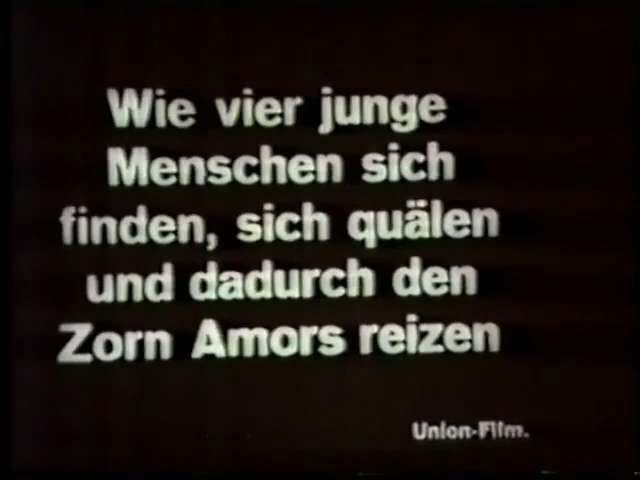 Wie vier junge
Menschen sich
finden, sich quälen
und dadurch den
Zorn Amors reizen
Union-Film.